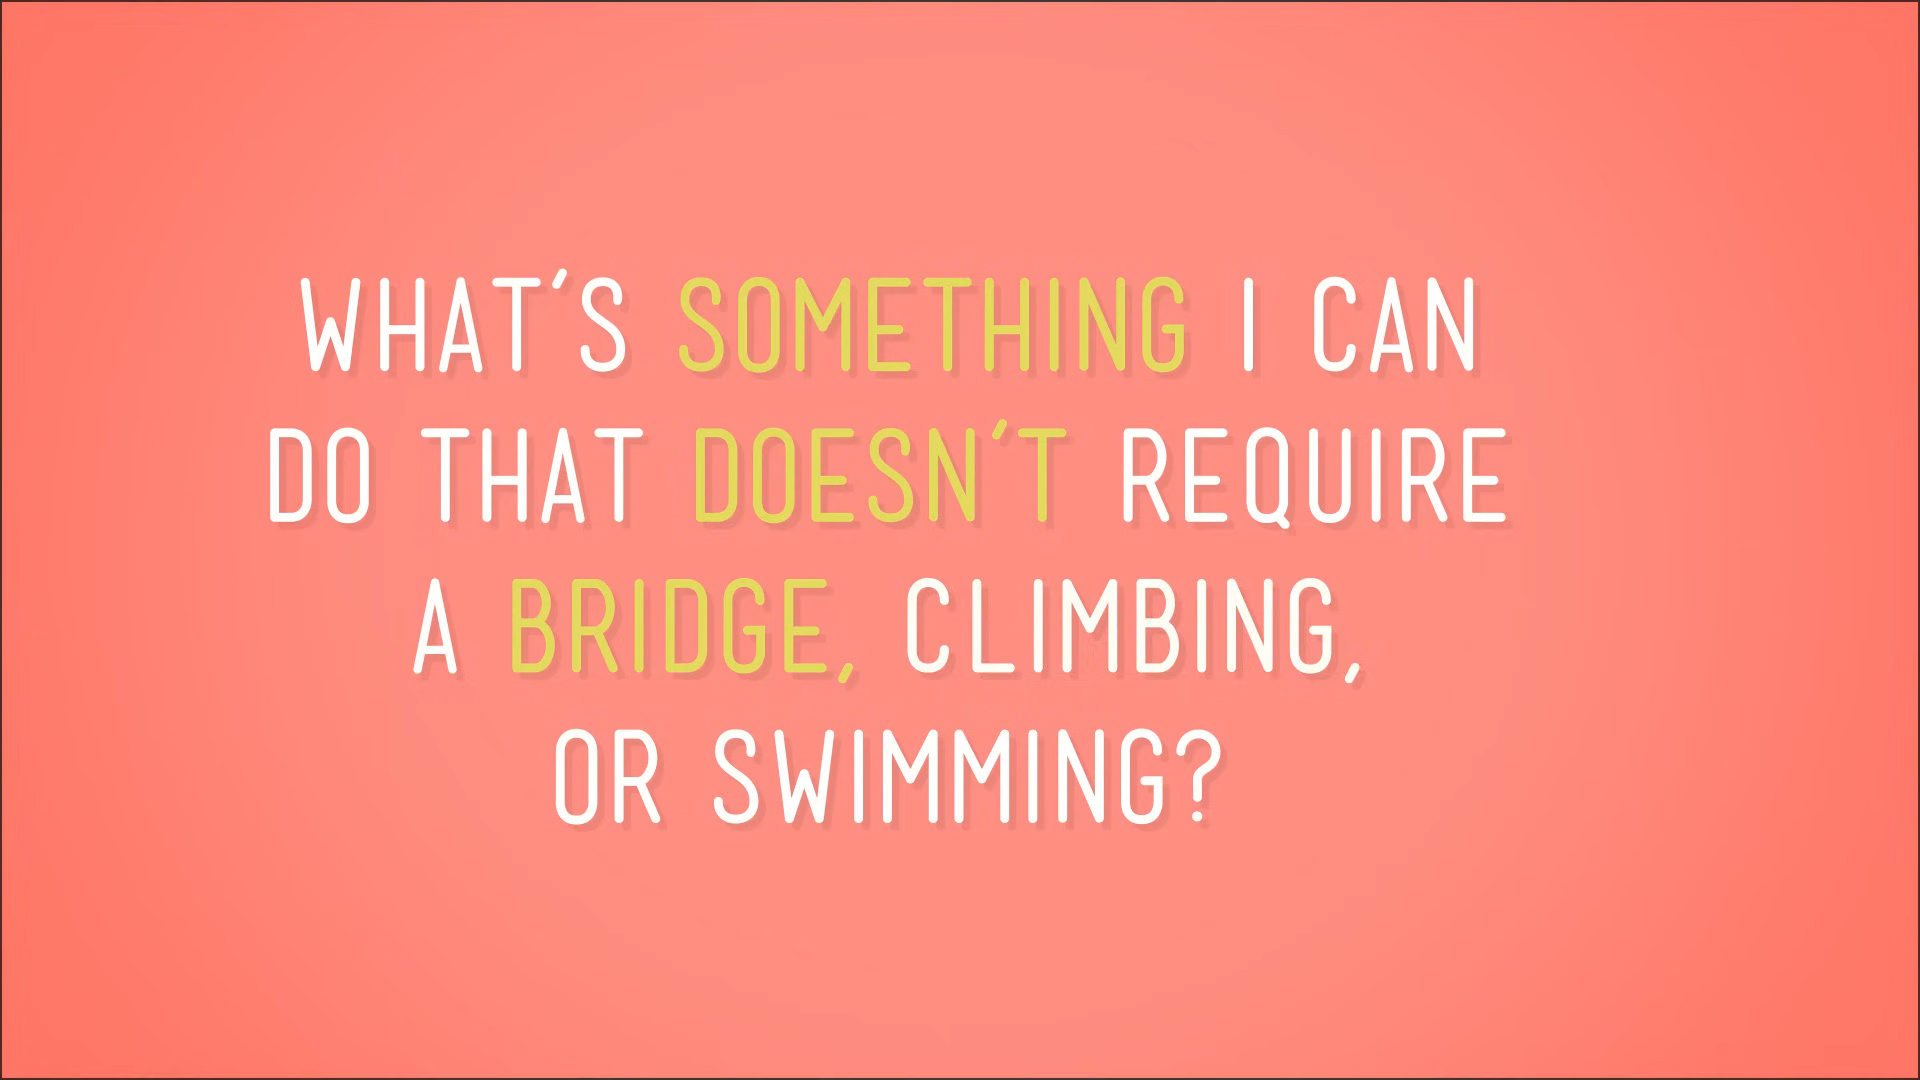 WHAT'S SOMETHING I CAN
DO THAT DOESN'T REQUIRE
A BRIDGE, CLIMBING,
OR SWIMMING?